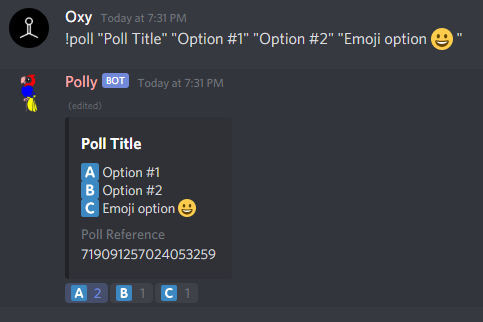 Oxy Today at 7:31 PM
!poll "Poll Title" "Option #1" "Option #2" "Emoji option 😀 "
Polly BOT Today at 7:31 PM
(edited)
Poll Title
A Option #1
B Option #2
C Emoji option 😀
Poll Reference
719091257024053259
A 2 B 1 C 1